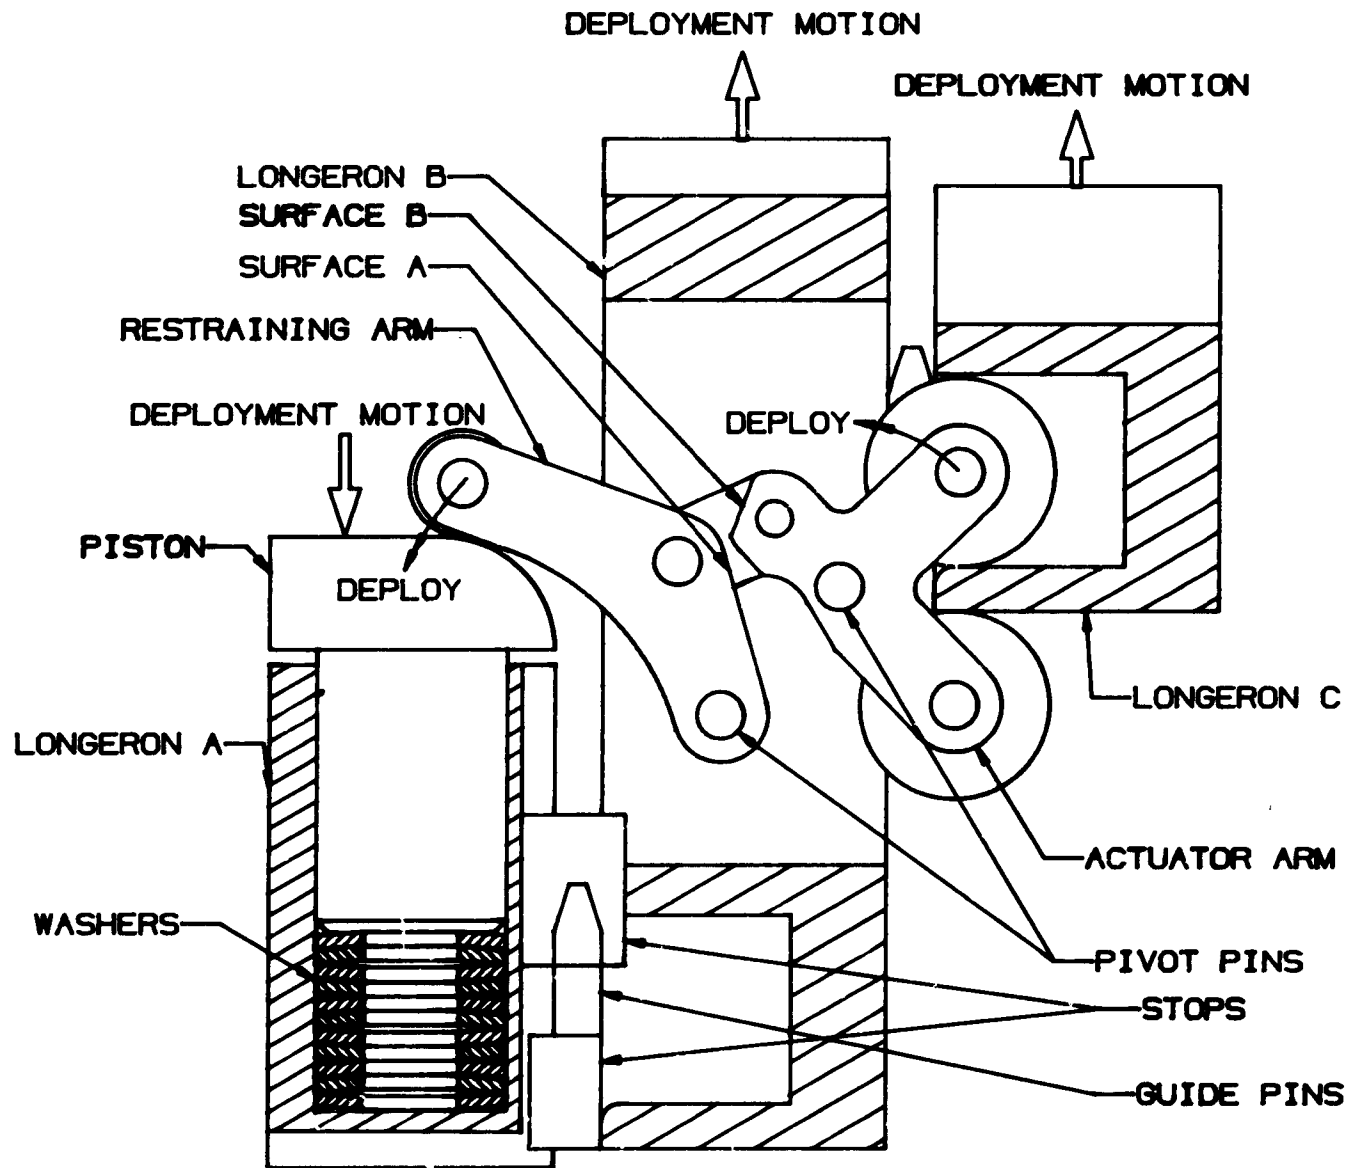 DEPLOYMENT MOTION
DEPLOYMENT MOTION
LONGERON B
SURFACE B
SURFACE A
RESTRAINING ARM
DEPLOYMENT MOTION
DEPLOY
PISTON
DEPLOY
LONGERON C
LONGERON A
ACTUATOR ARM
WASHERS
PIVOT PINS
STOPS
GUIDE PINS